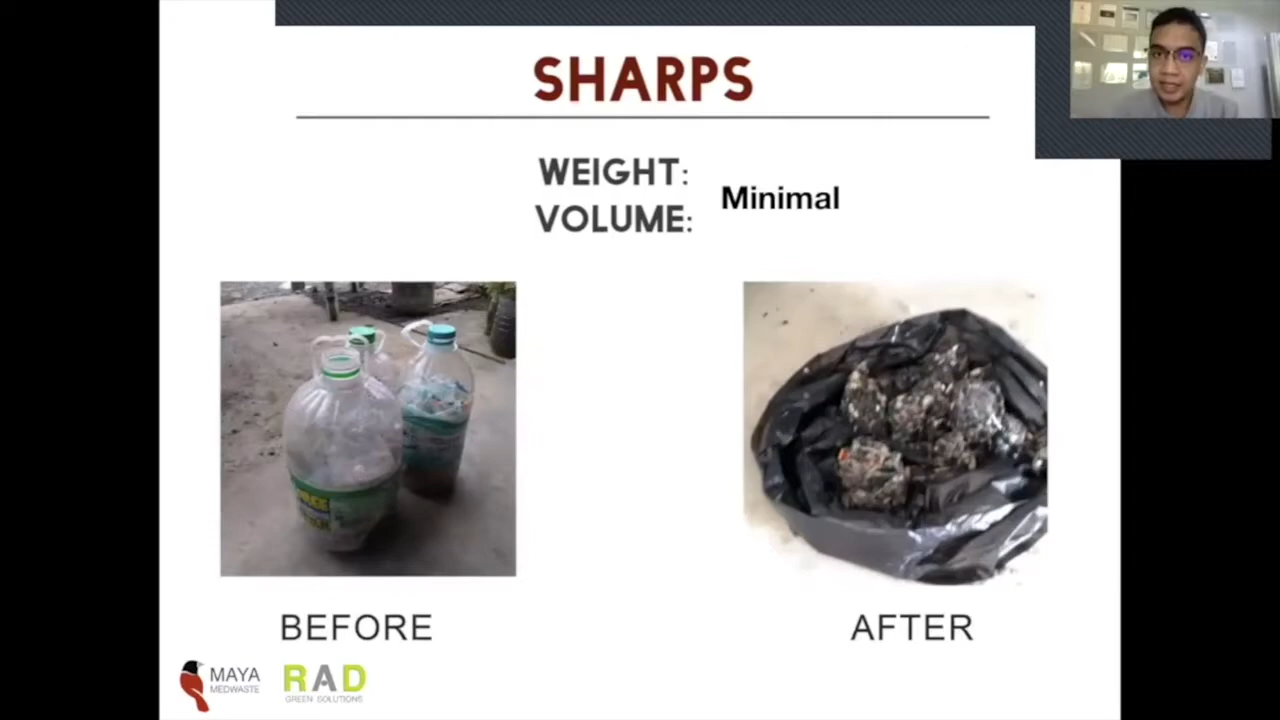 SHARPS
WEIGHT:
Minimal
VOLUME:
BEFORE
AFTER
MAYA
MEDWASTE
RAD
GREEN SOLUTIONS